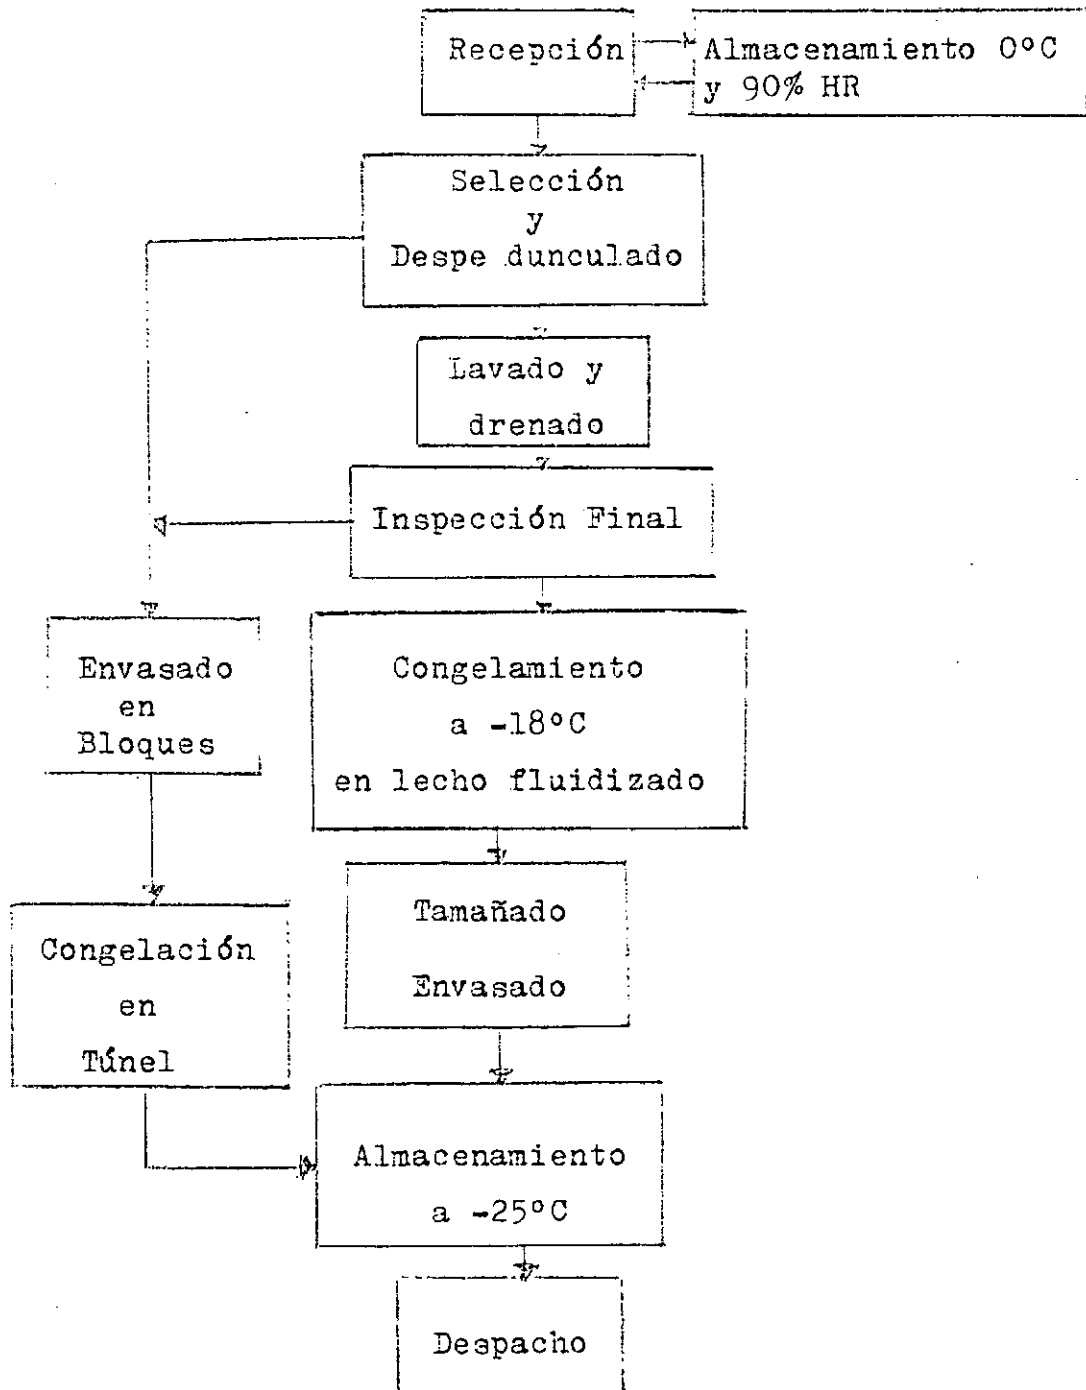 Recepción
Almacenamiento 0°C
y 90% HR
Selección
y
Despe dunculado
Lavado y
drenado
Inspección Final
Envasado
en
Bloques
Congelamiento
a -18°C
en lecho fluidizado
Congelación
en
Túnel
Tamañado
Envasado
Almacenamiento
a -25°C
Despacho